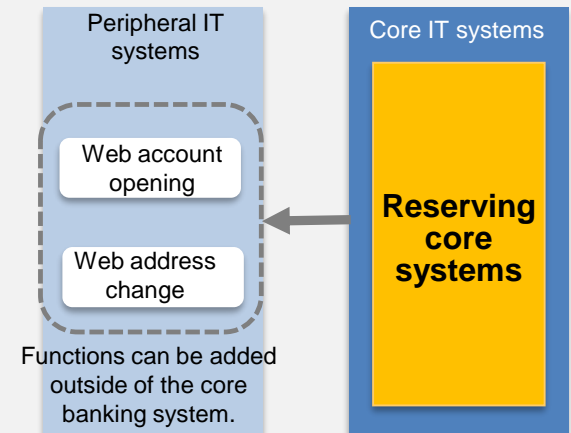 Peripheral IT
systems
Core IT systems
Web account
opening
Web address
change
Reserving
core
systems
Functions can be added
outside of the core
banking system.